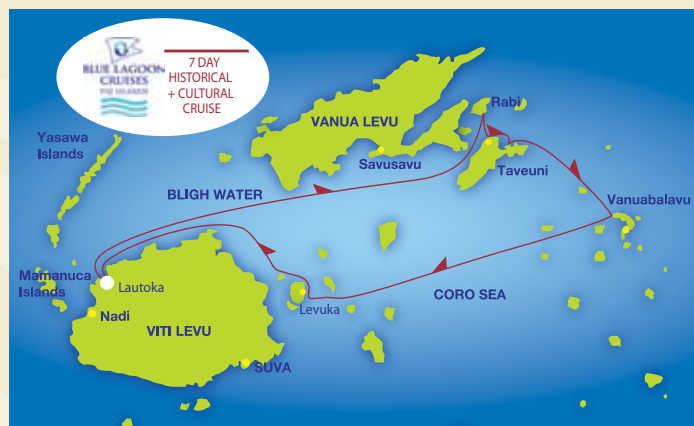 BLUE LAGOON
CRUISES
FIJI ISLANDS
7 DAY
HISTORICAL
+ CULTURAL
CRUISE
Yasawa
Islands
VANUA LEVU
Rabi
Savusavu
Taveuni
BLIGH WATER
Vanuabalavu
Mamanuca
Islands
Lautoka
CORO SEA
Levuka
Nadi
VITI LEVU
SUVA